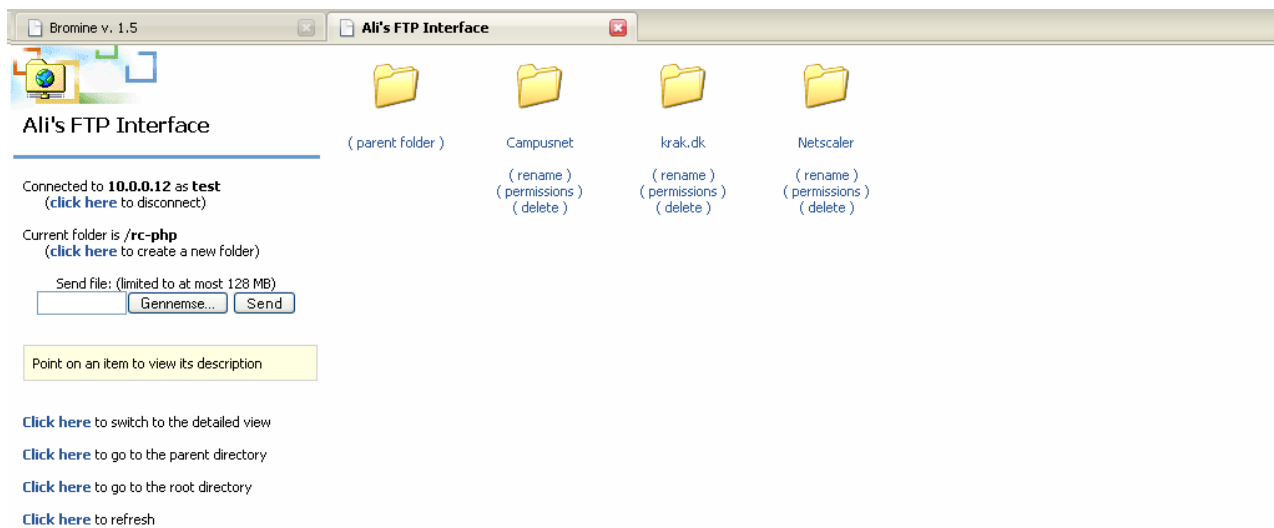 Bromine v. 1.5
Ali's FTP Interface
Ali's FTP Interface
Connected to 10.0.0.12 as test
(click here to disconnect)
Current folder is /rc-php
(click here to create a new folder)
Send file: (limited to at most 128 MB)
Gennemse... Send
Point on an item to view its description
Click here to switch to the detailed view
Click here to go to the parent directory
Click here to go to the root directory
Click here to refresh
( parent folder ) Campusnet krak.dk Netscaler
( rename ) ( rename ) ( rename )
( permissions ) ( permissions ) ( permissions )
( delete ) ( delete ) ( delete )